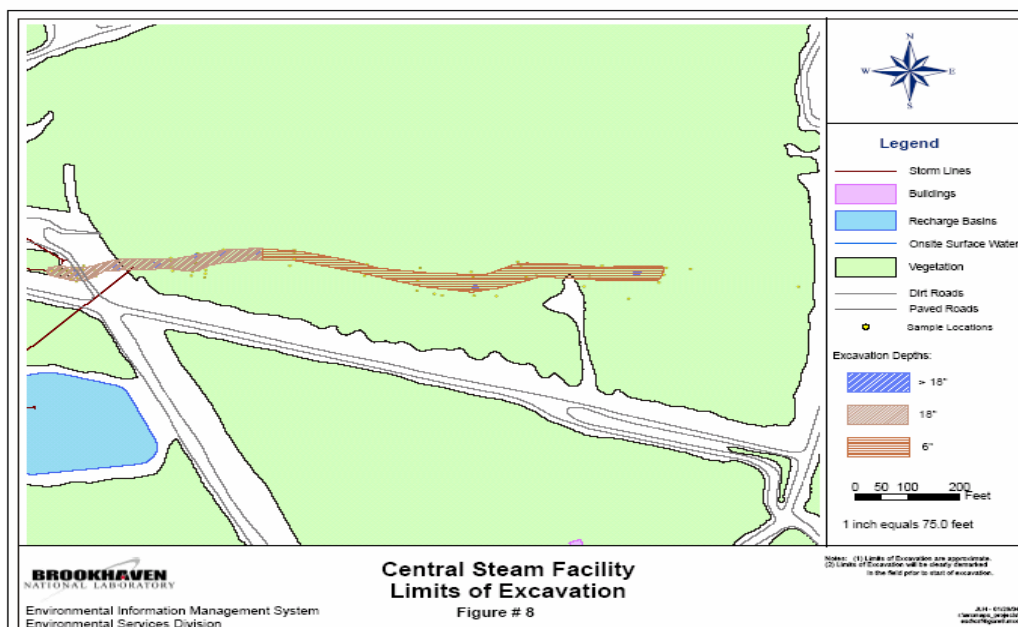 N
W
E
S
Legend
Storm Lines
Buildings
Recharge Basins
Onsite Surface Water
Vegetation
Dirt Roads
Paved Roads
Sample Locations
Excavation Depths:
> 18"
18"
6"
0 50 100 200
Feet
1 inch equals 75.0 feet
BROOKHAVEN
NATIONAL LABORATORY
Environmental Information Management System
Environmental Services Division
Central Steam Facility
Limits of Excavation
Figure # 8
Notes: (1) Limits of Excavation are approximate.
(2) Limits of Excavation will be clearly demarked
in the field prior to start of excavation.